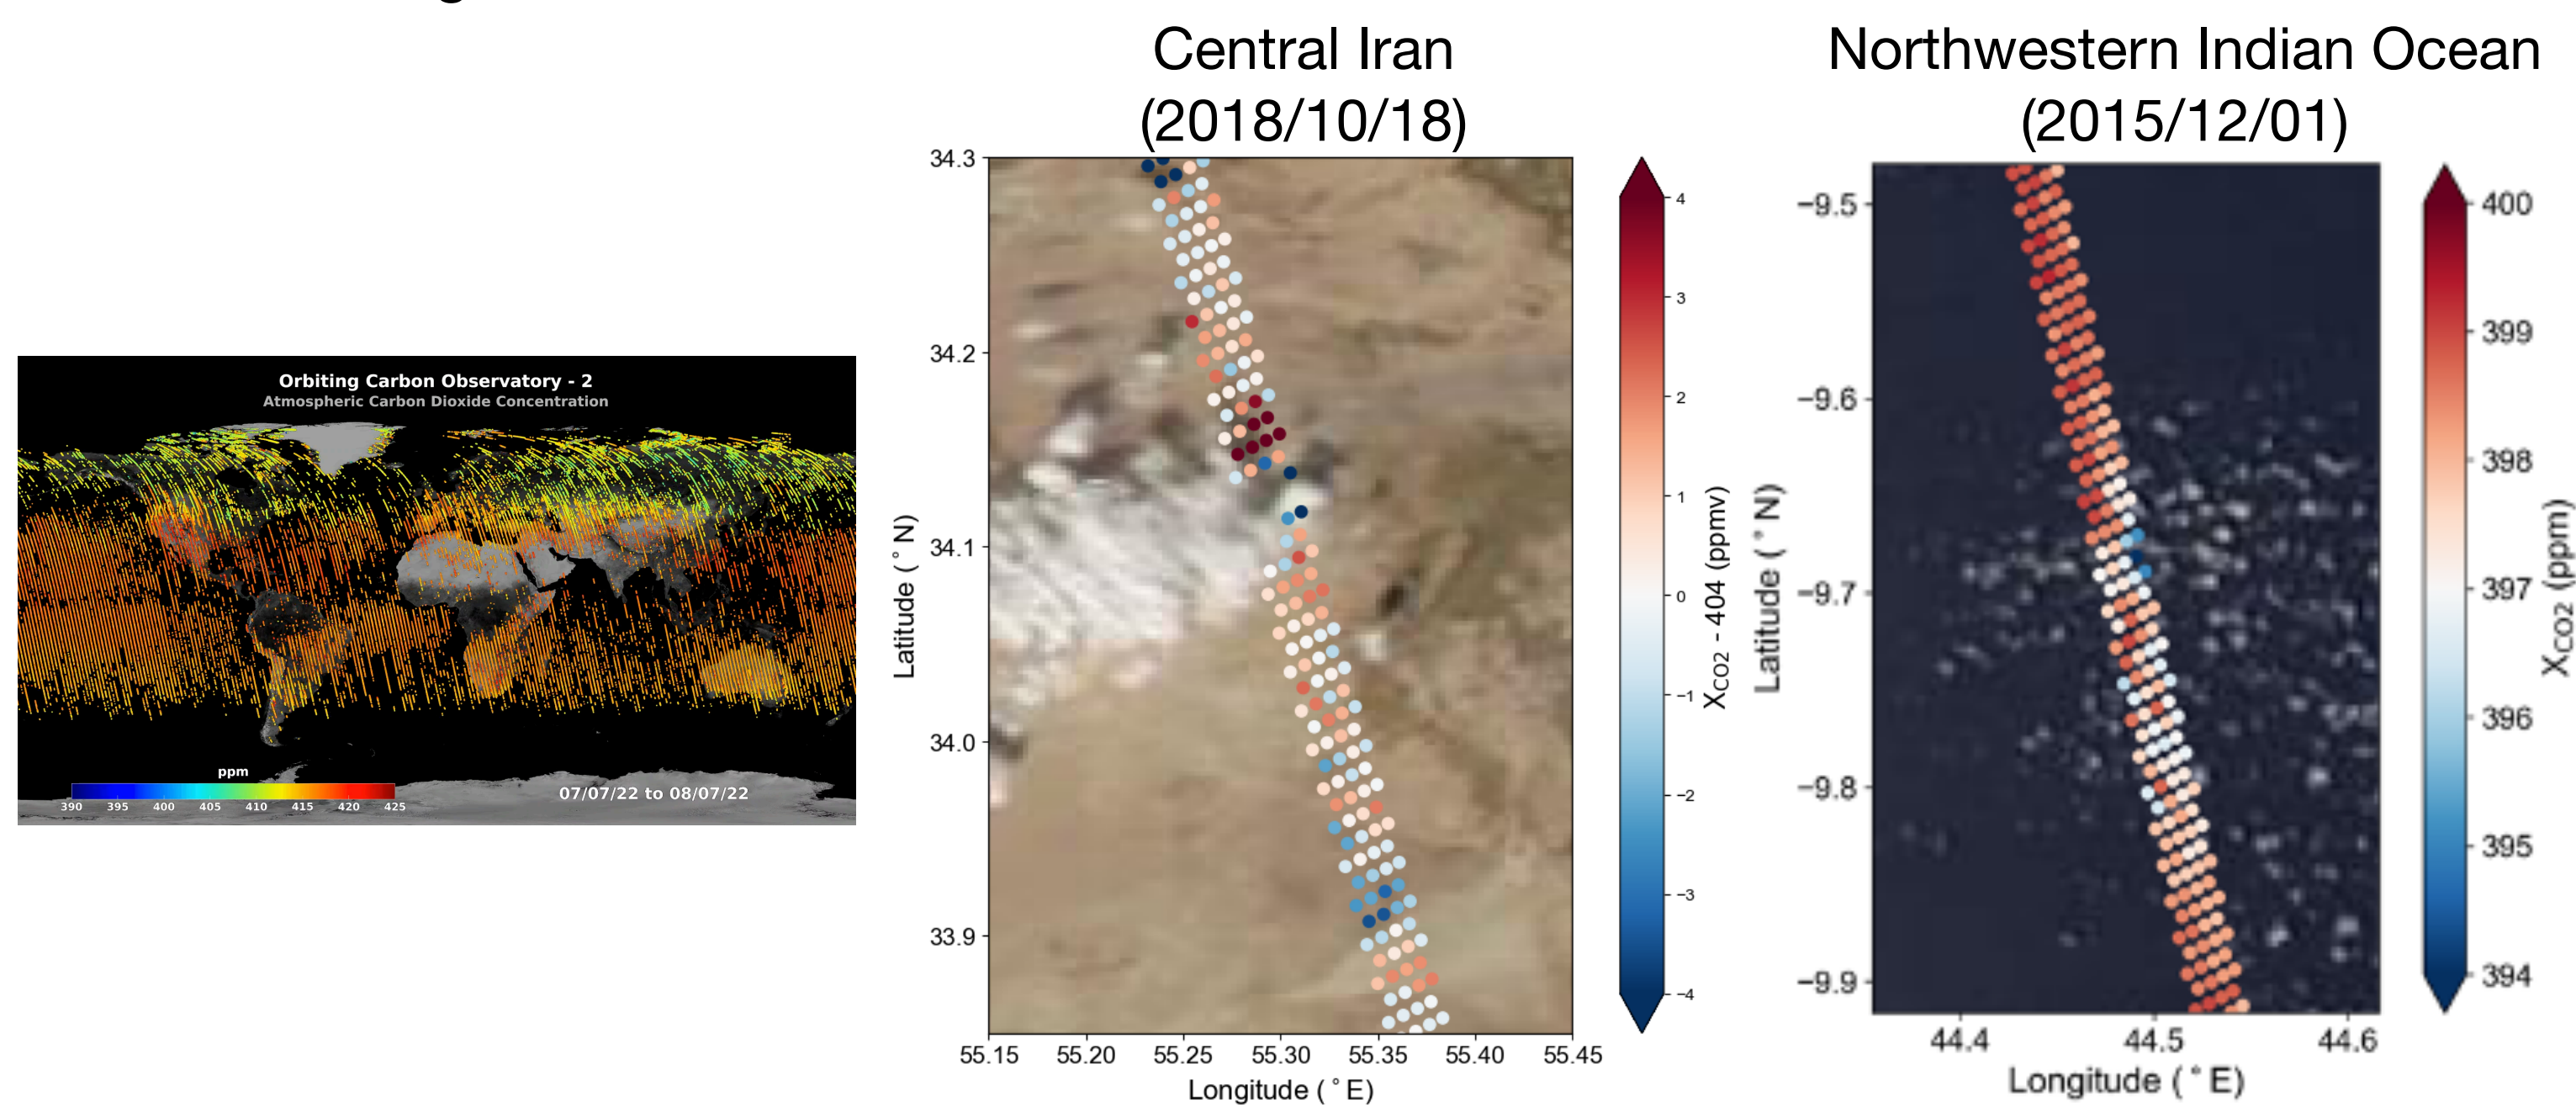 Orbiting Carbon Observatory - 2
Atmospheric Carbon Dioxide Concentration
ppm
390 395 400 405 410 415 420 425
07/07/22 to 08/07/22
Central Iran
(2018/10/18)
34.3
34.2
34.1
34.0
33.9
Latitude (°N)
55.15 55.20 55.25 55.30 55.35 55.40 55.45
Longitude (°E)
4
3
2
1
0
−1
−2
−3
−4
XCO2 - 404 (ppmv)
Northwestern Indian Ocean
(2015/12/01)
−9.5
−9.6
−9.7
−9.8
−9.9
Latitude (°N)
44.4 44.5 44.6
Longitude (°E)
400
399
398
397
396
395
394
XCO2 (ppm)